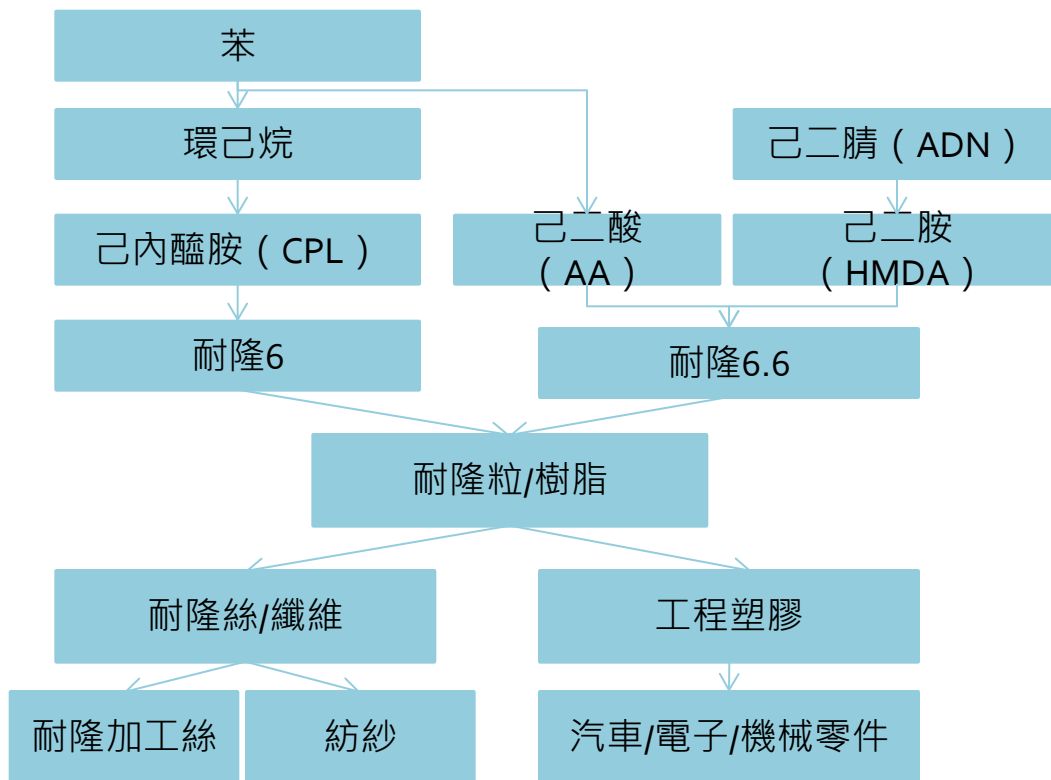 苯
環己烷
己二腈（ADN）
己內醯胺（CPL）
己二酸
（AA）
己二胺
（HMDA）
耐隆6
耐隆6.6
耐隆粒/樹脂
耐隆絲/纖維
工程塑膠
耐隆加工絲
紡紗
汽車/電子/機械零件